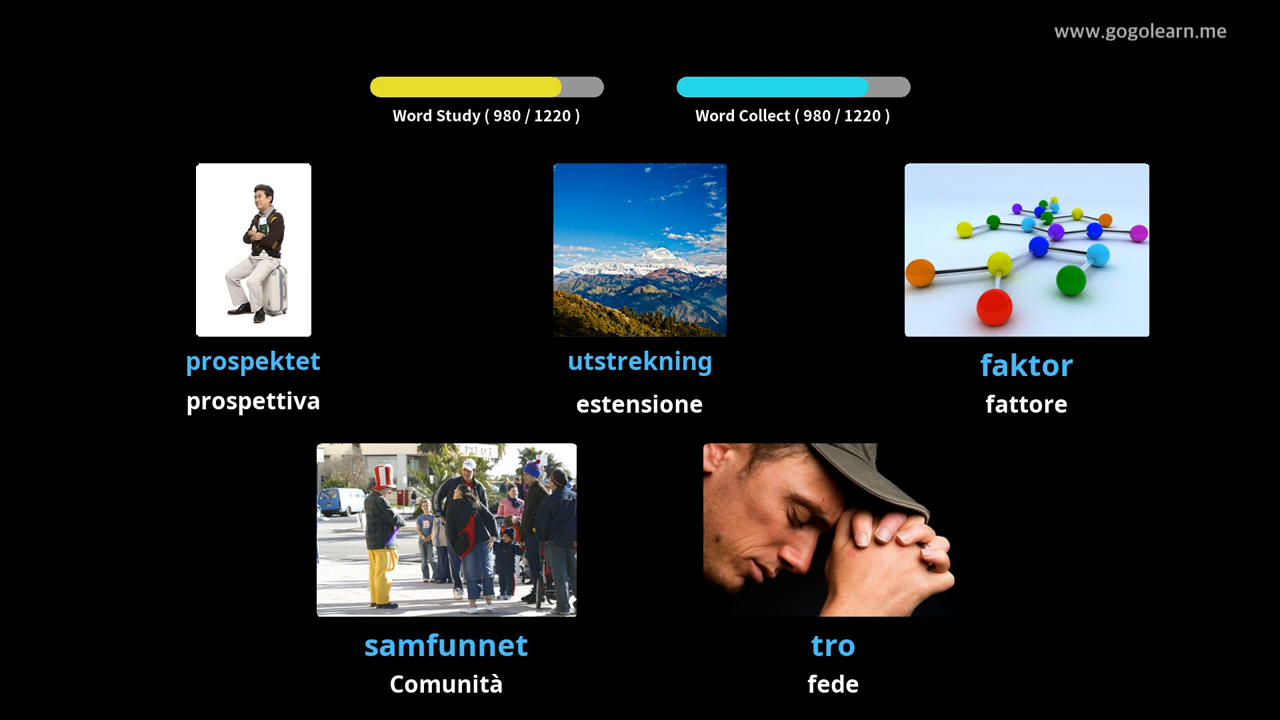 www.gogolearn.me
Word Study ( 980 / 1220 )
Word Collect ( 980 / 1220 )
prospektet
prospettiva
utstrekning
estensione
faktor
fattore
samfunnet
Comunità
tro
fede